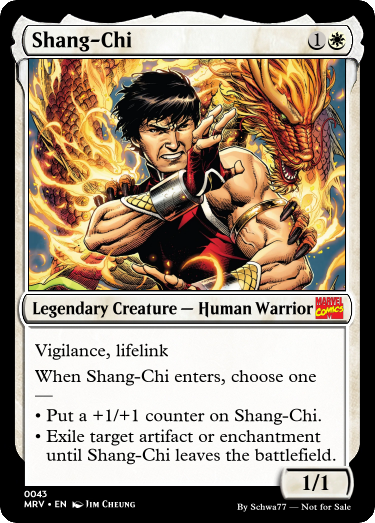 Shang-Chi 1
Legendary Creature — Human Warrior MARVEL COMICS
Vigilance, lifelink
When Shang-Chi enters, choose one
—
• Put a +1/+1 counter on Shang-Chi.
• Exile target artifact or enchantment
until Shang-Chi leaves the battlefield.
1/1
0043
MRV • EN Jim Cheung By Schwa77 — Not for Sale